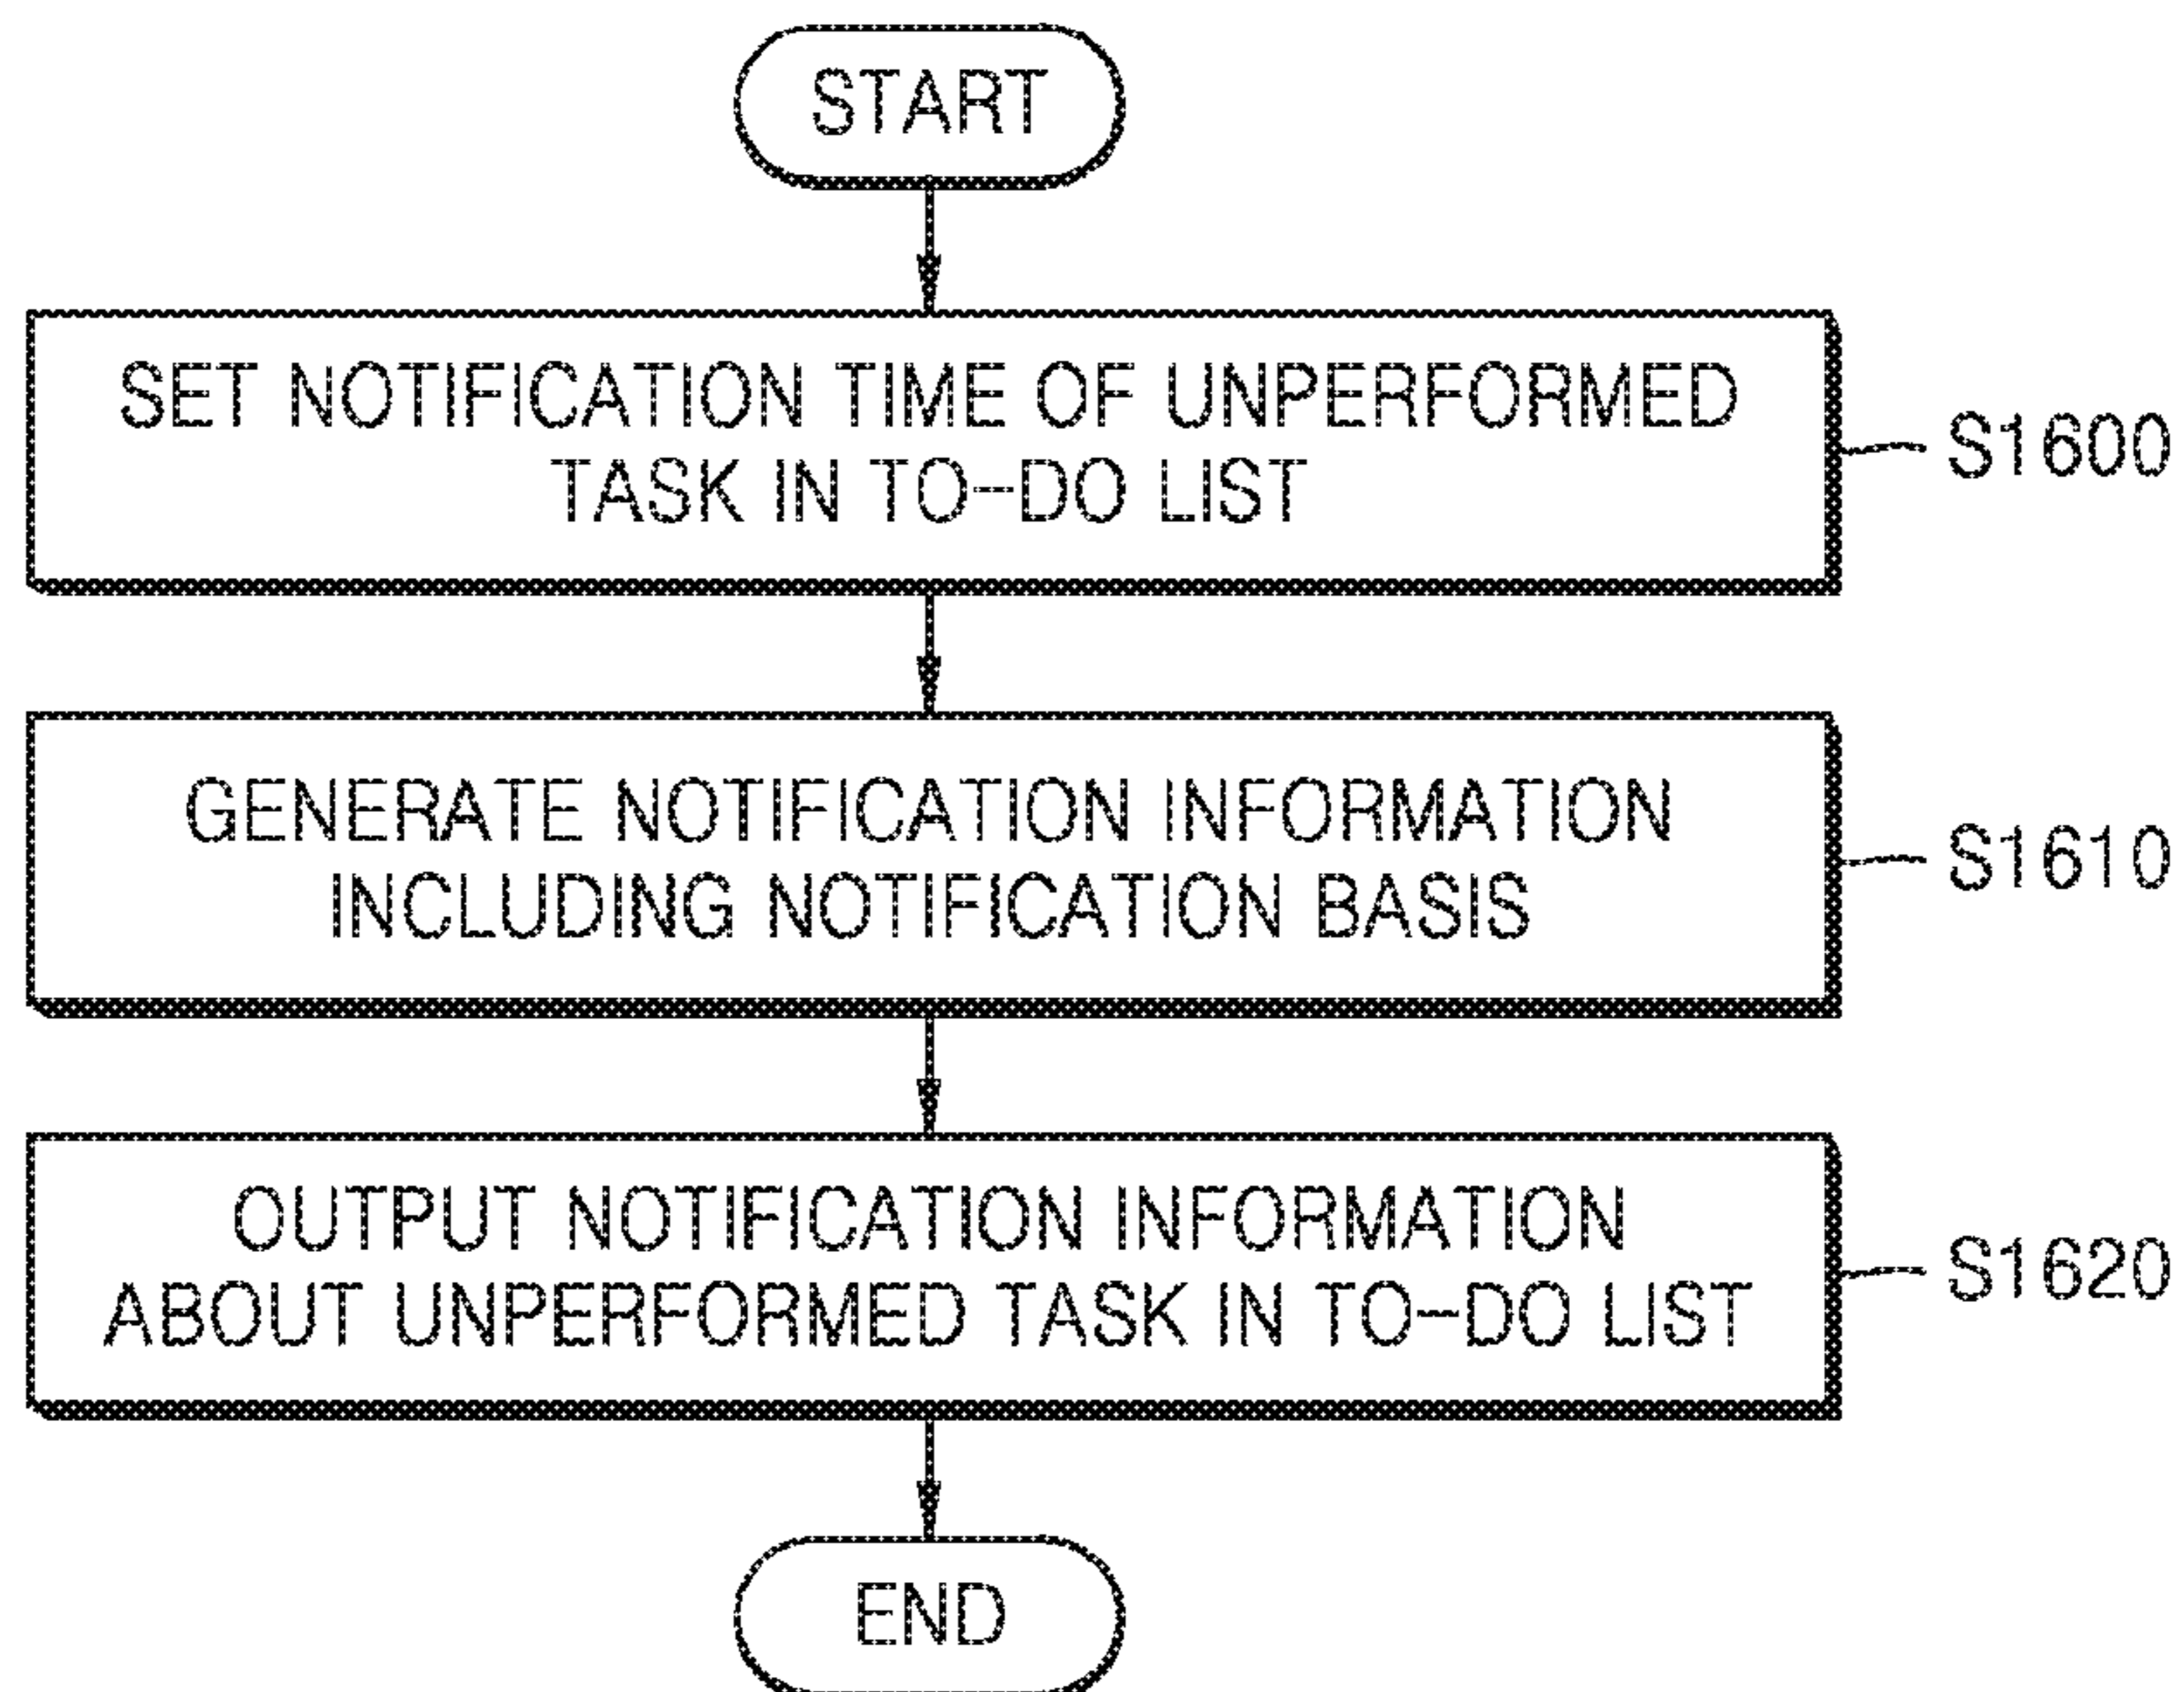 START
SET NOTIFICATION TIME OF UNPERFORMED
TASK IN TO-DO LIST
S1600
GENERATE NOTIFICATION INFORMATION
INCLUDING NOTIFICATION BASIS
S1610
OUTPUT NOTIFICATION INFORMATION
ABOUT UNPERFORMED TASK IN TO-DO LIST
S1620
END